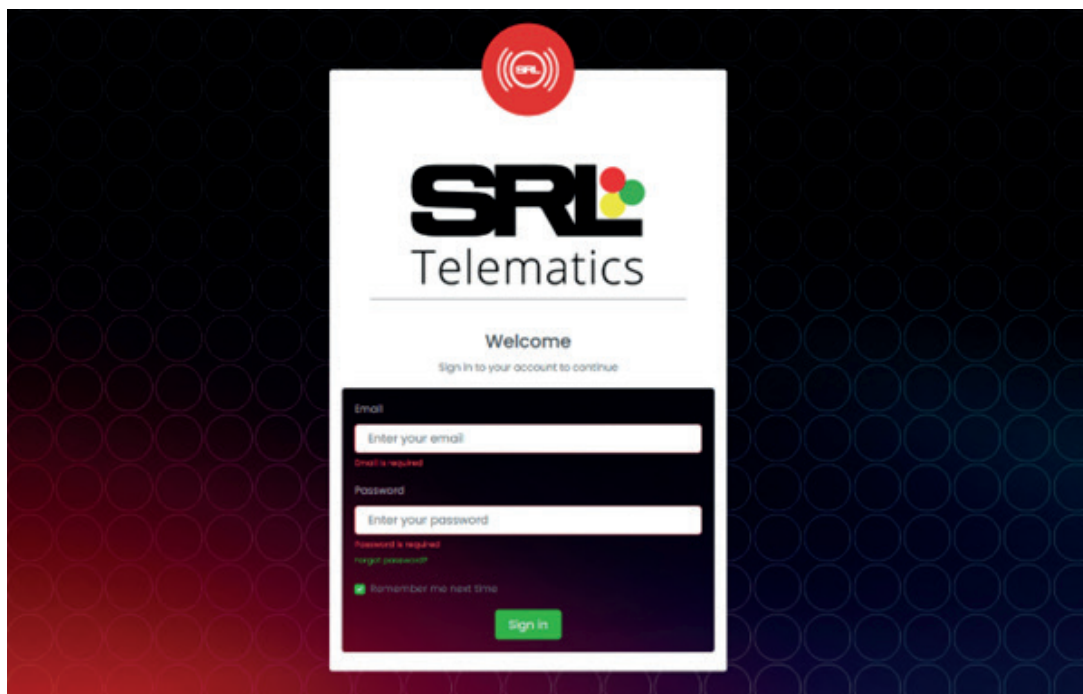 SRL
SRL
Telematics
Welcome
Sign in to your account to continue
Email
Enter your email
Email is required
Password
Enter your password
Password is required
Forgot password?
Remember me next time
Sign in